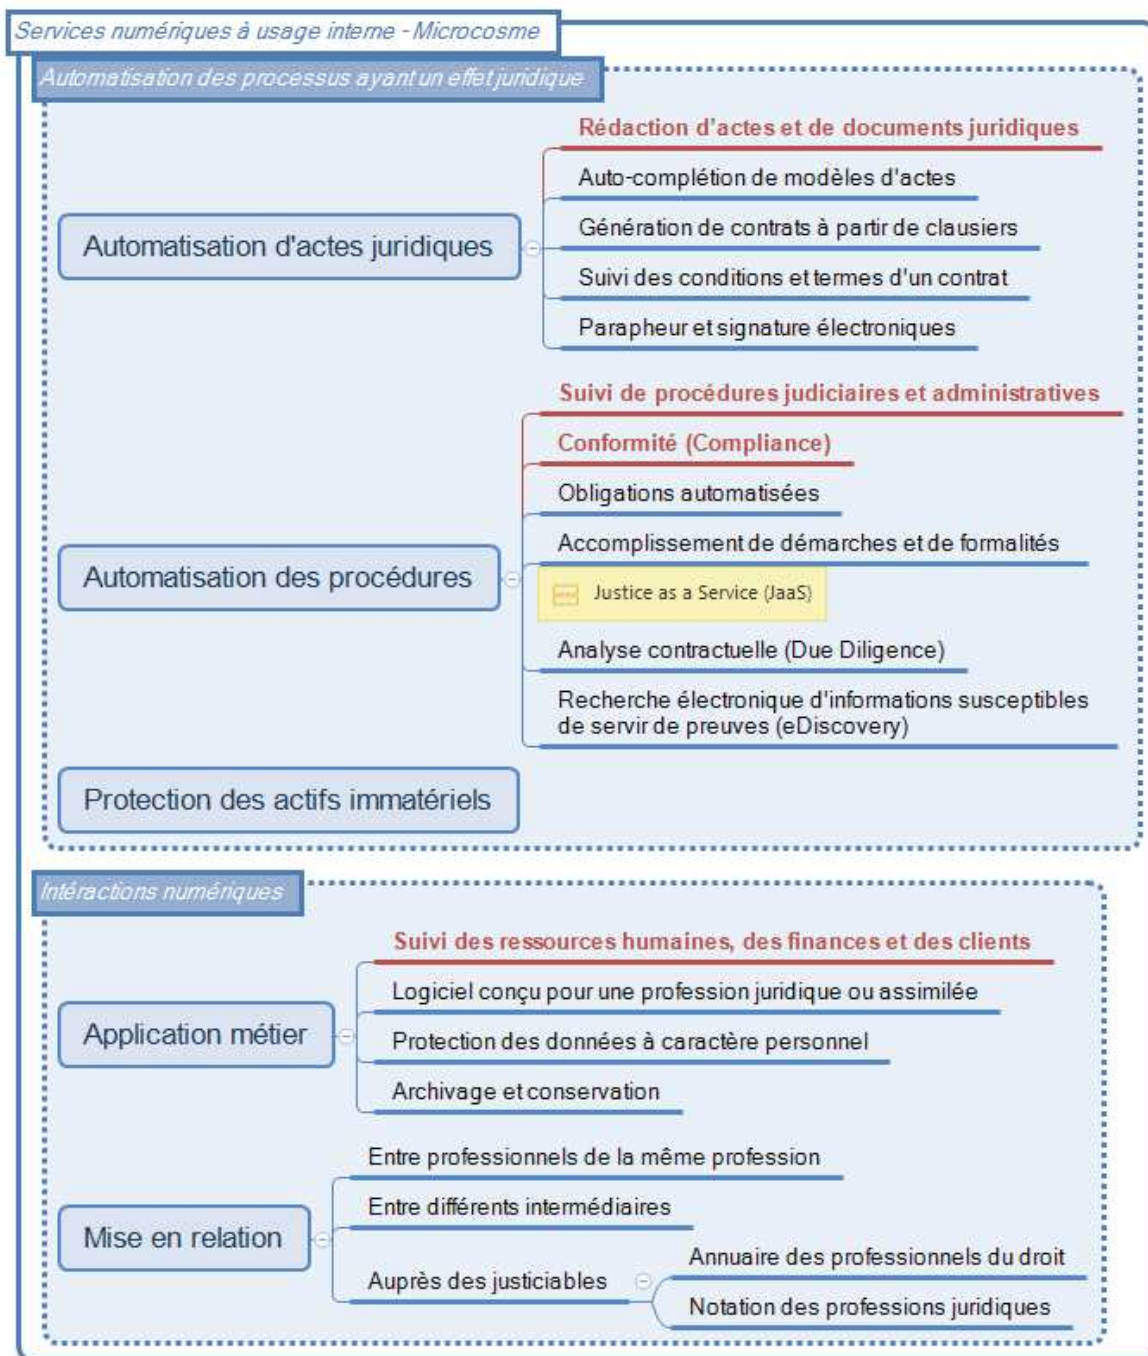 Services numériques à usage interne - Microcosme
Automatisation des processus ayant un effet juridique
Rédaction d'actes et de documents juridiques
Auto-complétion de modèles d'actes
Automatisation d'actes juridiques
Génération de contrats à partir de clausiers
Suivi des conditions et termes d'un contrat
Parapheur et signature électroniques
Suivi de procédures judiciaires et administratives
Conformité (Compliance)
Obligations automatisées
Accomplissement de démarches et de formalités
Automatisation des procédures
Justice as a Service (JaaS)
Analyse contractuelle (Due Diligence)
Recherche électronique d'informations susceptibles
de servir de preuves (eDiscovery)
Protection des actifs immatériels
Intéractions numériques
Suivi des ressources humaines, des finances et des clients
Logiciel conçu pour une profession juridique ou assimilée
Application métier
Protection des données à caractère personnel
Archivage et conservation
Entre professionnels de la même profession
Entre différents intermédiaires
Mise en relation
Auprès des justiciables
Annuaire des professionnels du droit
Notation des professions juridiques